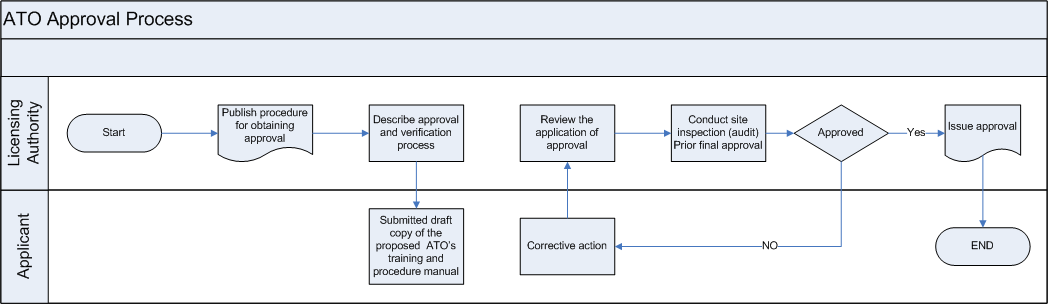 ATO Approval Process
Licensing
Authority
Start
Publish procedure
for obtaining
approval
Describe approval
and verification
process
Review the
application of
approval
Conduct site
inspection (audit)
Prior final approval
Approved
Yes
Issue approval
Applicant
Submitted draft
copy of the
proposed ATO's
training and
procedure manual
Corrective action
NO
END